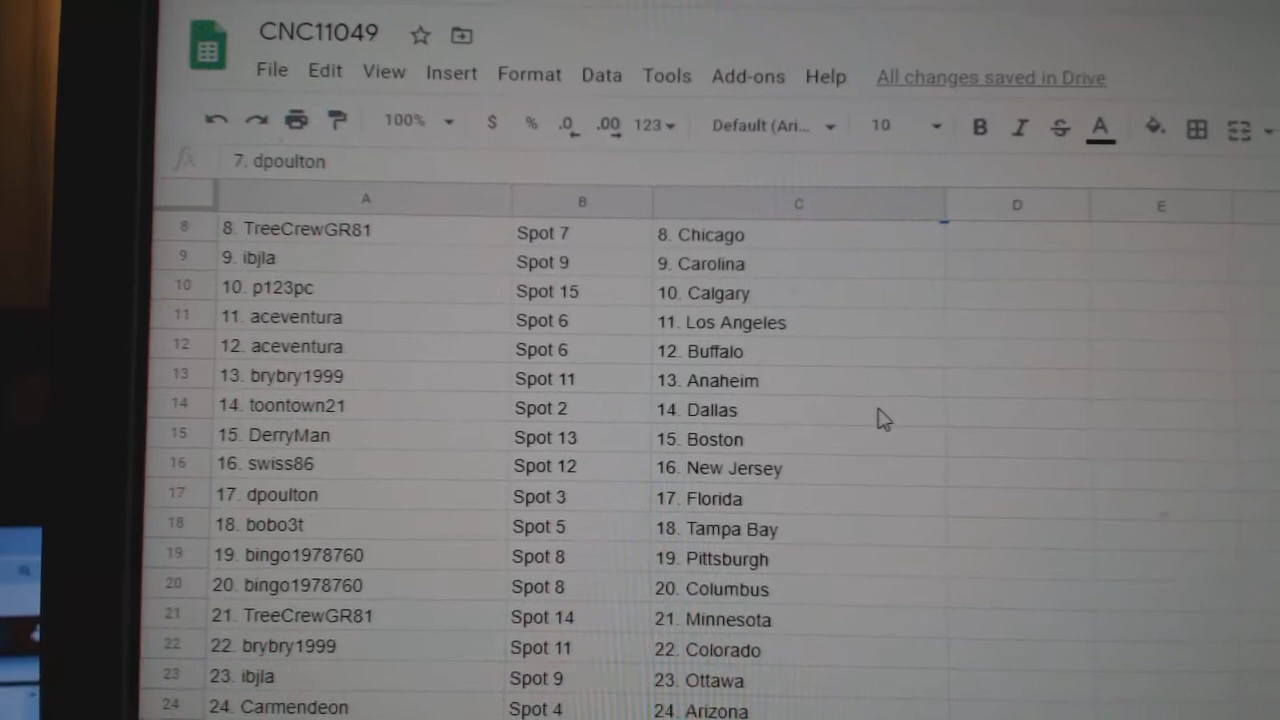 CNC11049
File Edit View Insert Format Data Tools Add-ons Help All changes saved in Drive
100% $ % .0 .00 123 Default (Ari... 10 B I S A
fx 7. dpoulton
A B C D E
8 8. TreeCrewGR81 Spot 7 8. Chicago
9 9. ibjla Spot 9 9. Carolina
10 10. p123pc Spot 15 10. Calgary
11 11. aceventura Spot 6 11. Los Angeles
12 12. aceventura Spot 6 12. Buffalo
13 13. brybry1999 Spot 11 13. Anaheim
14 14. toontown21 Spot 2 14. Dallas
15 15. DerryMan Spot 13 15. Boston
16 16. swiss86 Spot 12 16. New Jersey
17 17. dpoulton Spot 3 17. Florida
18 18. bobo3t Spot 5 18. Tampa Bay
19 19. bingo1978760 Spot 8 19. Pittsburgh
20 20. bingo1978760 Spot 8 20. Columbus
21 21. TreeCrewGR81 Spot 14 21. Minnesota
22 22. brybry1999 Spot 11 22. Colorado
23 23. ibjla Spot 9 23. Ottawa
24 24. Carmendeon Spot 4 24. Arizona